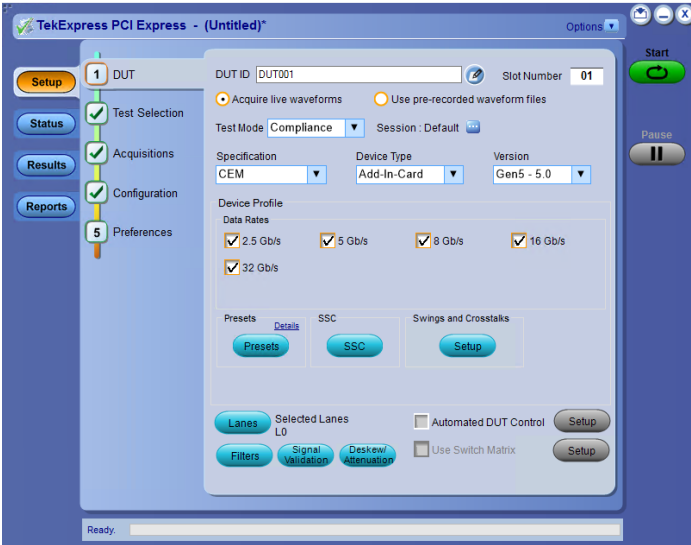 TekExpress PCI Express - (Untitled)*
Options
Start
Pause
Setup
Status
Results
Reports
1 DUT
Test Selection
Acquisitions
Configuration
5 Preferences
DUT ID DUT001 Slot Number 01
Acquire live waveforms Use pre-recorded waveform files
Test Mode Compliance Session : Default
Specification Device Type Version
CEM Add-In-Card Gen5 - 5.0
Device Profile
Data Rates
2.5 Gb/s 5 Gb/s 8 Gb/s 16 Gb/s
32 Gb/s
Presets Details SSC Swings and Crosstalks
Presets SSC Setup
Lanes Selected Lanes Automated DUT Control Setup
L0
Filters Signal Validation Deskew/ Attenuation Use Switch Matrix Setup
Ready.